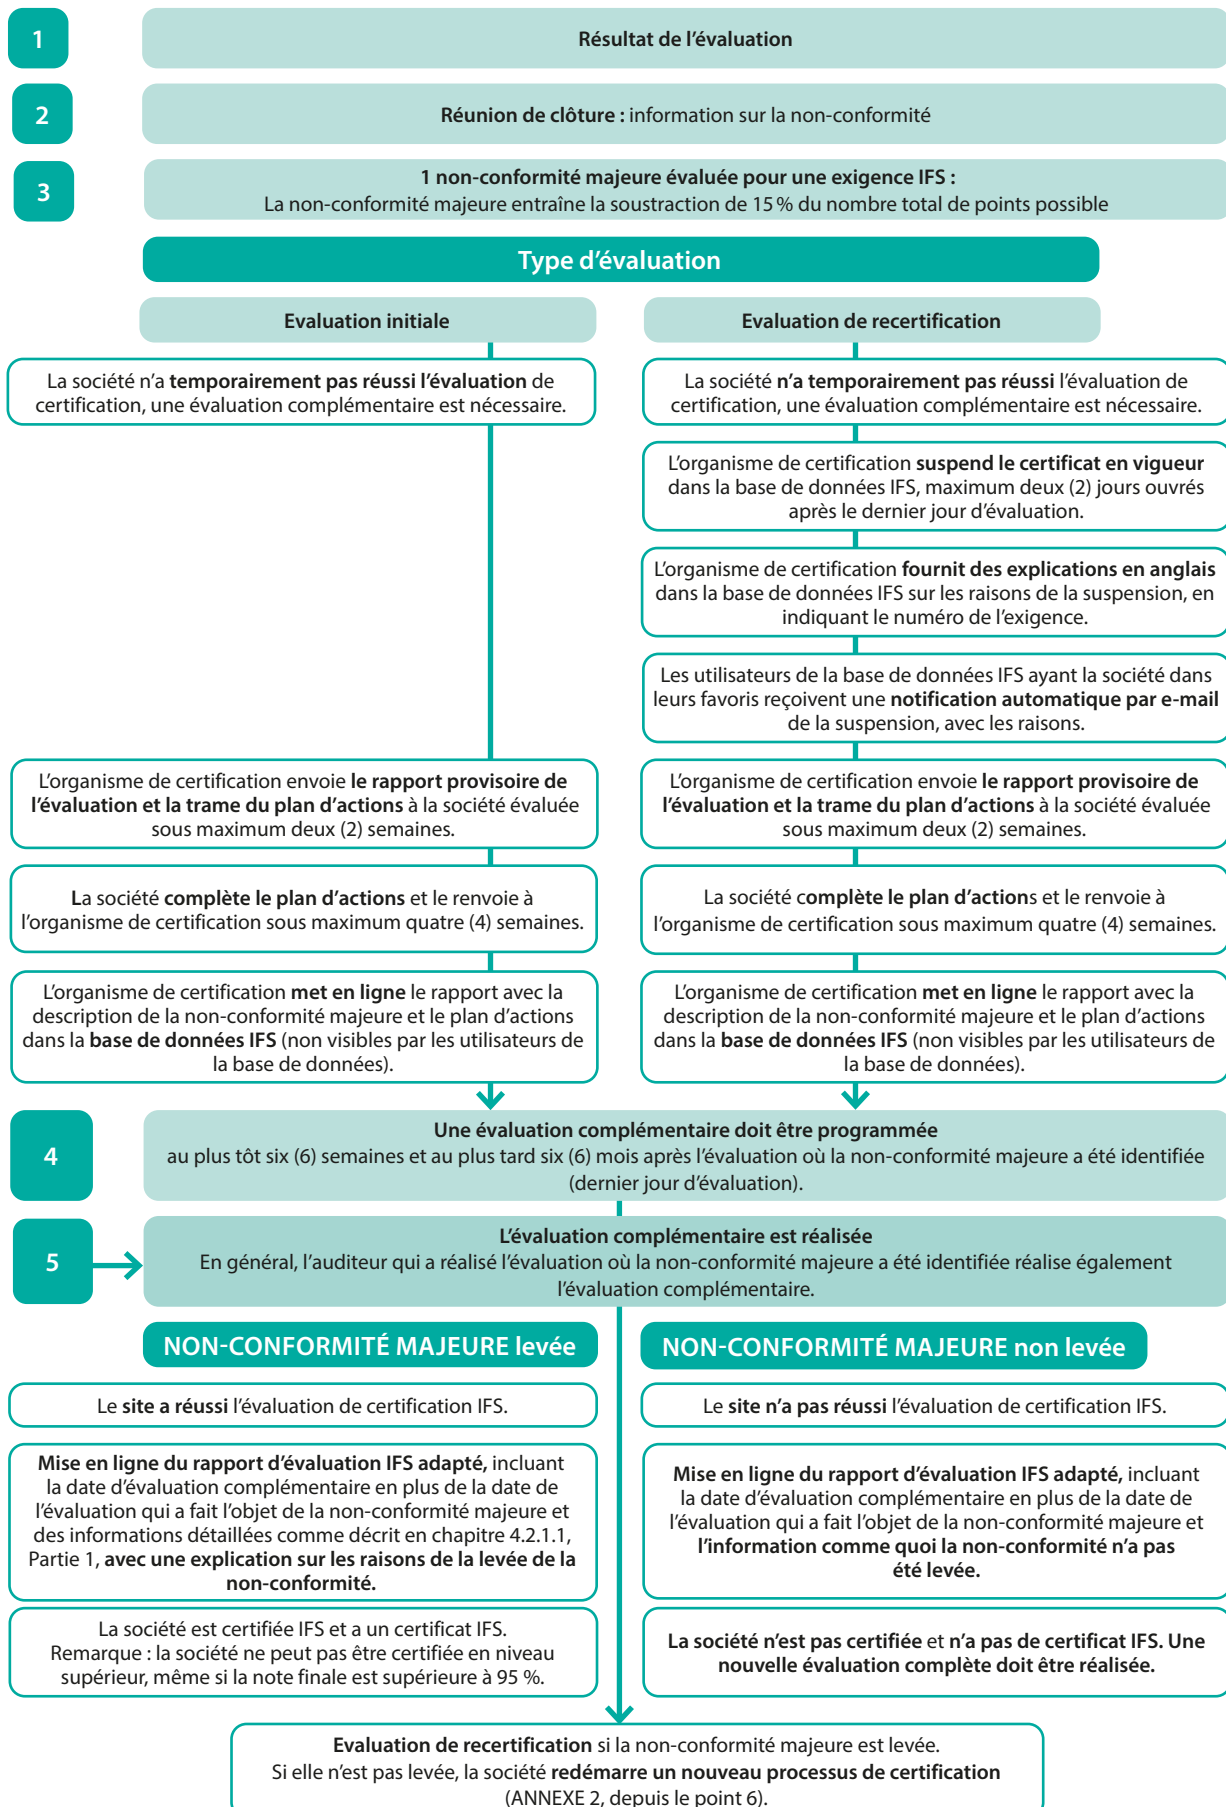 1
Résultat de l’évaluation
2
Réunion de clôture : information sur la non-conformité
3
1 non-conformité majeure évaluée pour une exigence IFS :
La non-conformité majeure entraîne la soustraction de 15 % du nombre total de points possible
Type d’évaluation
Evaluation initiale
La société n’a temporairement pas réussi l’évaluation de
certification, une évaluation complémentaire est nécessaire.
L’organisme de certification envoie le rapport provisoire de
l’évaluation et la trame du plan d’actions à la société évaluée
sous maximum deux (2) semaines.
La société complète le plan d’actions et le renvoie à
l’organisme de certification sous maximum quatre (4) semaines.
L’organisme de certification met en ligne le rapport avec la
description de la non-conformité majeure et le plan d’actions
dans la base de données IFS (non visibles par les utilisateurs de
la base de données).
Evaluation de recertification
La société n’a temporairement pas réussi l’évaluation de
certification, une évaluation complémentaire est nécessaire.
L’organisme de certification suspend le certificat en vigueur
dans la base de données IFS, maximum deux (2) jours ouvrés
après le dernier jour d’évaluation.
L’organisme de certification fournit des explications en anglais
dans la base de données IFS sur les raisons de la suspension, en
indiquant le numéro de l’exigence.
Les utilisateurs de la base de données IFS ayant la société dans
leurs favoris reçoivent une notification automatique par e-mail
de la suspension, avec les raisons.
L’organisme de certification envoie le rapport provisoire de
l’évaluation et la trame du plan d’actions à la société évaluée
sous maximum deux (2) semaines.
La société complète le plan d’actions et le renvoie à
l’organisme de certification sous maximum quatre (4) semaines.
L’organisme de certification met en ligne le rapport avec la
description de la non-conformité majeure et le plan d’actions
dans la base de données IFS (non visibles par les utilisateurs de
la base de données).
4
Une évaluation complémentaire doit être programmée
au plus tôt six (6) semaines et au plus tard six (6) mois après l’évaluation où la non-conformité majeure a été identifiée
(dernier jour d’évaluation).
5
L’évaluation complémentaire est réalisée
En général, l’auditeur qui a réalisé l’évaluation où la non-conformité majeure a été identifiée réalise également
l’évaluation complémentaire.
NON-CONFORMITÉ MAJEURE levée
Le site a réussi l’évaluation de certification IFS.
Mise en ligne du rapport d’évaluation IFS adapté, incluant
la date d’évaluation complémentaire en plus de la date de
l’évaluation qui a fait l’objet de la non-conformité majeure et
des informations détaillées comme décrit en chapitre 4.2.1.1,
Partie 1, avec une explication sur les raisons de la levée de la
non-conformité.
La société est certifiée IFS et a un certificat IFS.
Remarque : la société ne peut pas être certifiée en niveau
supérieur, même si la note finale est supérieure à 95 %.
NON-CONFORMITÉ MAJEURE non levée
Le site n’a pas réussi l’évaluation de certification IFS.
Mise en ligne du rapport d’évaluation IFS adapté, incluant
la date d’évaluation complémentaire en plus de la date de
l’évaluation qui a fait l’objet de la non-conformité majeure et
l’information comme quoi la non-conformité n’a pas
été levée.
La société n’est pas certifiée et n’a pas de certificat IFS. Une
nouvelle évaluation complète doit être réalisée.
Evaluation de recertification si la non-conformité majeure est levée.
Si elle n’est pas levée, la société redémarre un nouveau processus de certification
(ANNEXE 2, depuis le point 6).